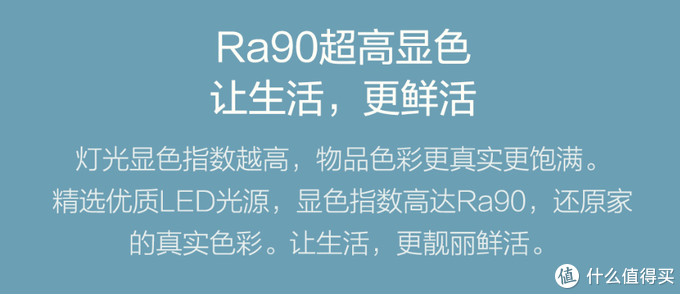 Ra90超高显色
让生活，更鲜活
灯光显色指数越高，物品色彩更真实更饱满。
精选优质LED光源，显色指数高达Ra90，还原家
的真实色彩。让生活，更靓丽鲜活。
值 什么值得买